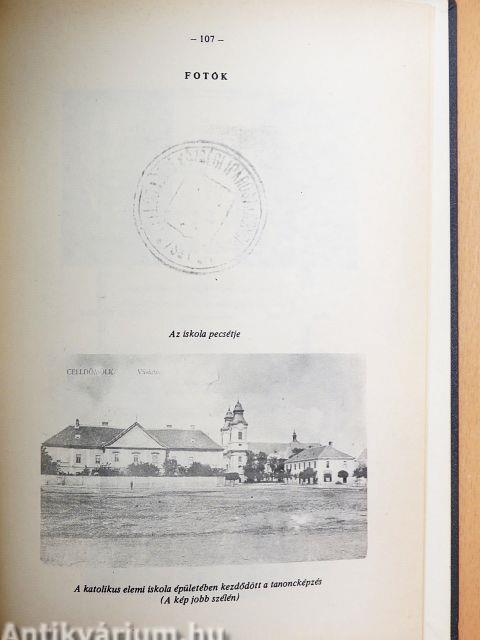 – 107 –
FOTÓK
Az iskola pecsétje
CELLDÖMÖLK
A katolikus elemi iskola épületében kezdődött a tanoncképzés
(A kép jobb szélén)
Antikvárium.hu